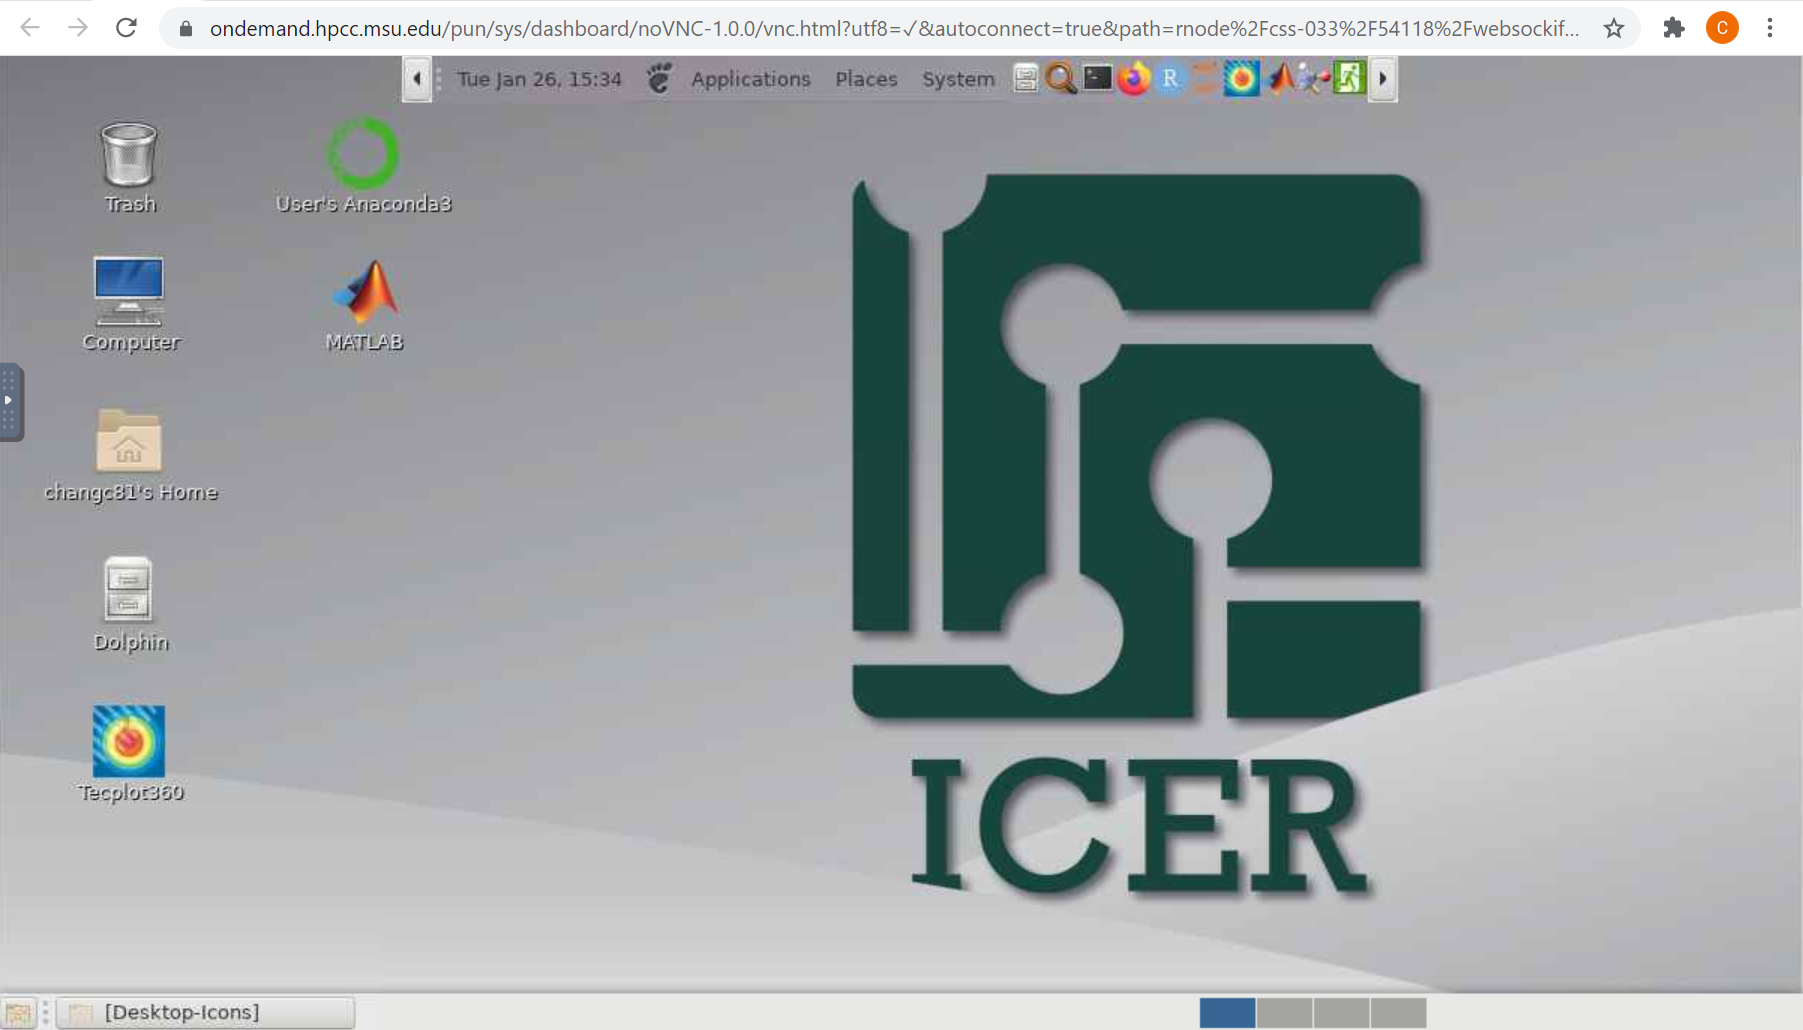 ondemand.hpcc.msu.edu/pun/sys/dashboard/noVNC-1.0.0/vnc.html?utf8=✓&autoconnect=true&path=rnode%2Fcss-033%2F54118%2Fwebsockif...
C
Tue Jan 26, 15:34 Applications Places System R
Trash
User's Anaconda3
Computer
MATLAB
changc81's Home
Dolphin
Tecplot360
ICER
[Desktop-Icons]